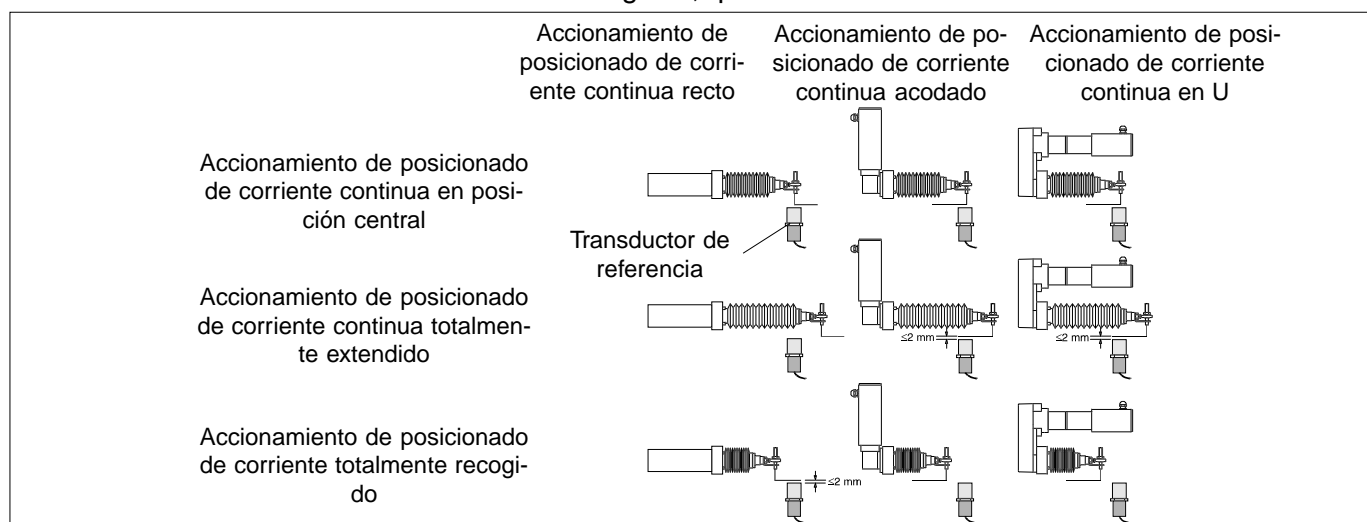 Accionamiento de
posicionado de corri-
ente continua recto
Accionamiento de po-
sicionado de corriente
continua acodado
Accionamiento de posi-
cionado de corriente
continua en U
Accionamiento de posicionado
de corriente continua en posi-
ción central
Transductor de
referencia
Accionamiento de posicionado
de corriente continua totalmen-
te extendido
≤2 mm
≤2 mm
Accionamiento de posicionado
de corriente totalmente recogi-
do
≤2 mm